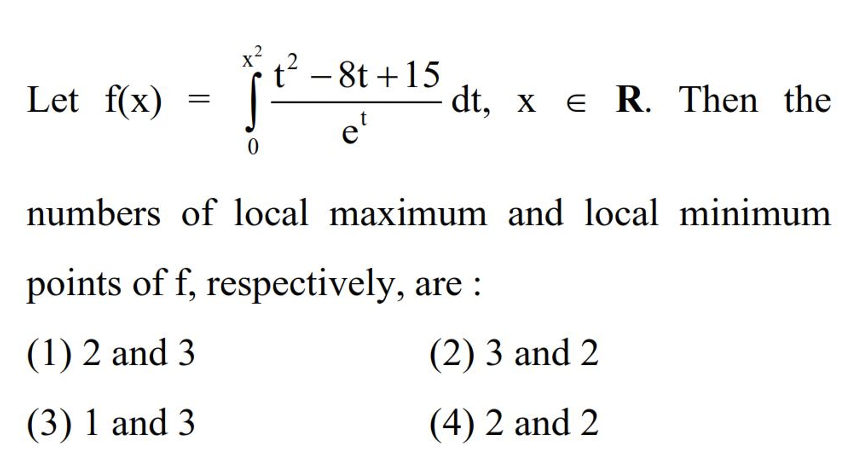 Let f(x) = ∫₀^(x²) (t² – 8t + 15)/(eᵗ) dt, x ∈ R. Then the
numbers of local maximum and local minimum
points of f, respectively, are :
(1) 2 and 3 (2) 3 and 2
(3) 1 and 3 (4) 2 and 2